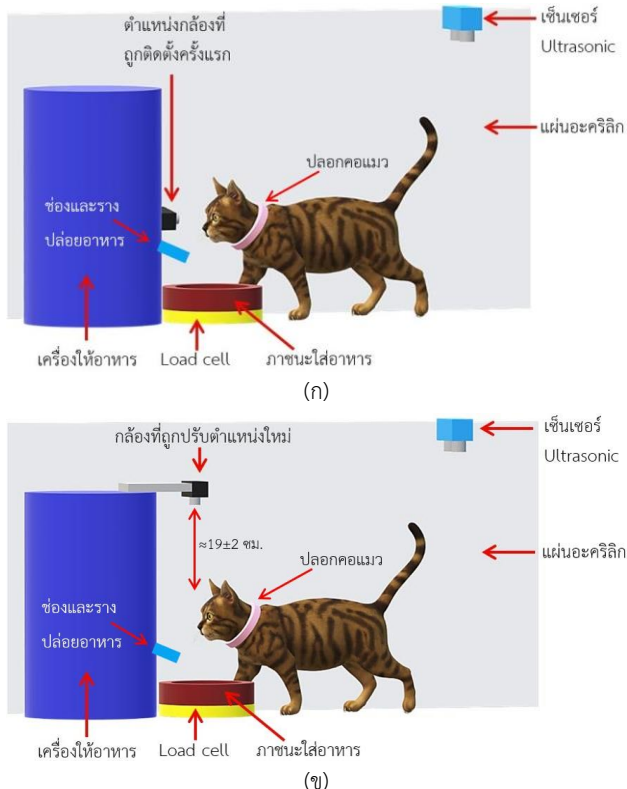 ตำแหน่งกล้องที่
ถูกติดตั้งครั้งแรก
เซ็นเซอร์
Ultrasonic
แผ่นอะคริลิก
ปลอกคอแมว
ช่องและราง
ปล่อยอาหาร
เครื่องให้อาหาร
Load cell
ภาชนะใส่อาหาร
(ก)
กล้องที่ถูกปรับตำแหน่งใหม่
เซ็นเซอร์
Ultrasonic
≈19±2 ซม.
แผ่นอะคริลิก
ปลอกคอแมว
ช่องและราง
ปล่อยอาหาร
เครื่องให้อาหาร
Load cell
ภาชนะใส่อาหาร
(ข)